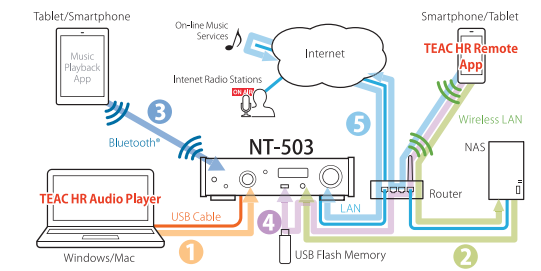 Tablet/Smartphone
Music
Playback
App
On-line Music
Services
Internet
Intenet Radio Stations
ON AIR
Smartphone/Tablet
TEAC HR Remote
App
3
5
Bluetooth®
Wireless LAN
NT-503
NAS
TEAC HR Audio Player
USB Cable
4
LAN
Router
1
2
Windows/Mac
USB Flash Memory